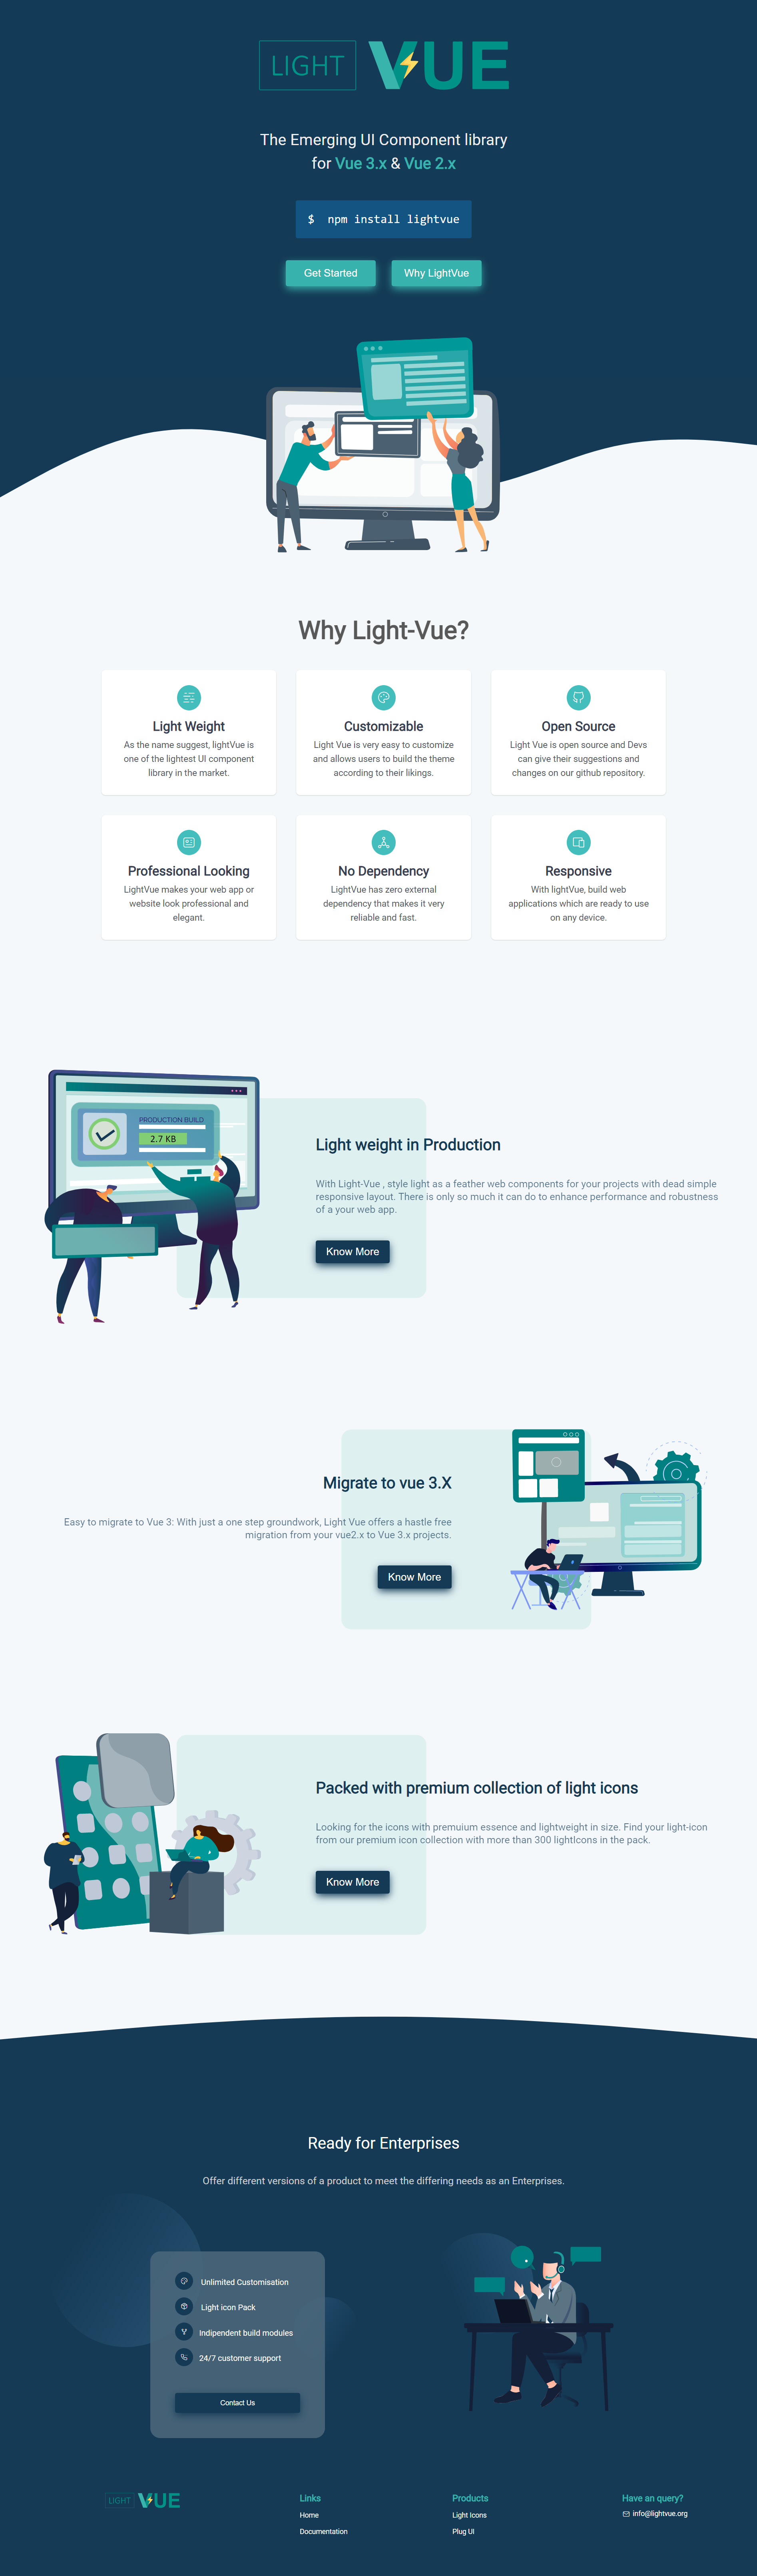 LIGHT VUE
The Emerging UI Component library
for Vue 3.x & Vue 2.x
$ npm install lightvue
Get Started
Why LightVue
Why Light-Vue?
Light Weight
As the name suggest, lightVue is
one of the lightest UI component
library in the market.
Customizable
Light Vue is very easy to customize
and allows users to build the theme
according to their likings.
Open Source
Light Vue is open source and Devs
can give their suggestions and
changes on our github repository.
Professional Looking
LightVue makes your web app or
website look professional and
elegant.
No Dependency
LightVue has zero external
dependency that makes it very
reliable and fast.
Responsive
With lightVue, build web
applications which are ready to use
on any device.
PRODUCTION BUILD
2.7 KB
Light weight in Production
With Light-Vue , style light as a feather web components for your projects with dead simple
responsive layout. There is only so much it can do to enhance performance and robustness
of a your web app.
Know More
Migrate to vue 3.X
Easy to migrate to Vue 3: With just a one step groundwork, Light Vue offers a hastle free
migration from your vue2.x to Vue 3.x projects.
Know More
Packed with premium collection of light icons
Looking for the icons with premuium essence and lightweight in size. Find your light-icon
from our premium icon collection with more than 300 lightIcons in the pack.
Know More
Ready for Enterprises
Offer different versions of a product to meet the differing needs as an Enterprises.
Unlimited Customisation
Light icon Pack
Indipendent build modules
24/7 customer support
Contact Us
LIGHT VUE
Links
Home
Documentation
Products
Light Icons
Plug UI
Have an query?
info@lightvue.org